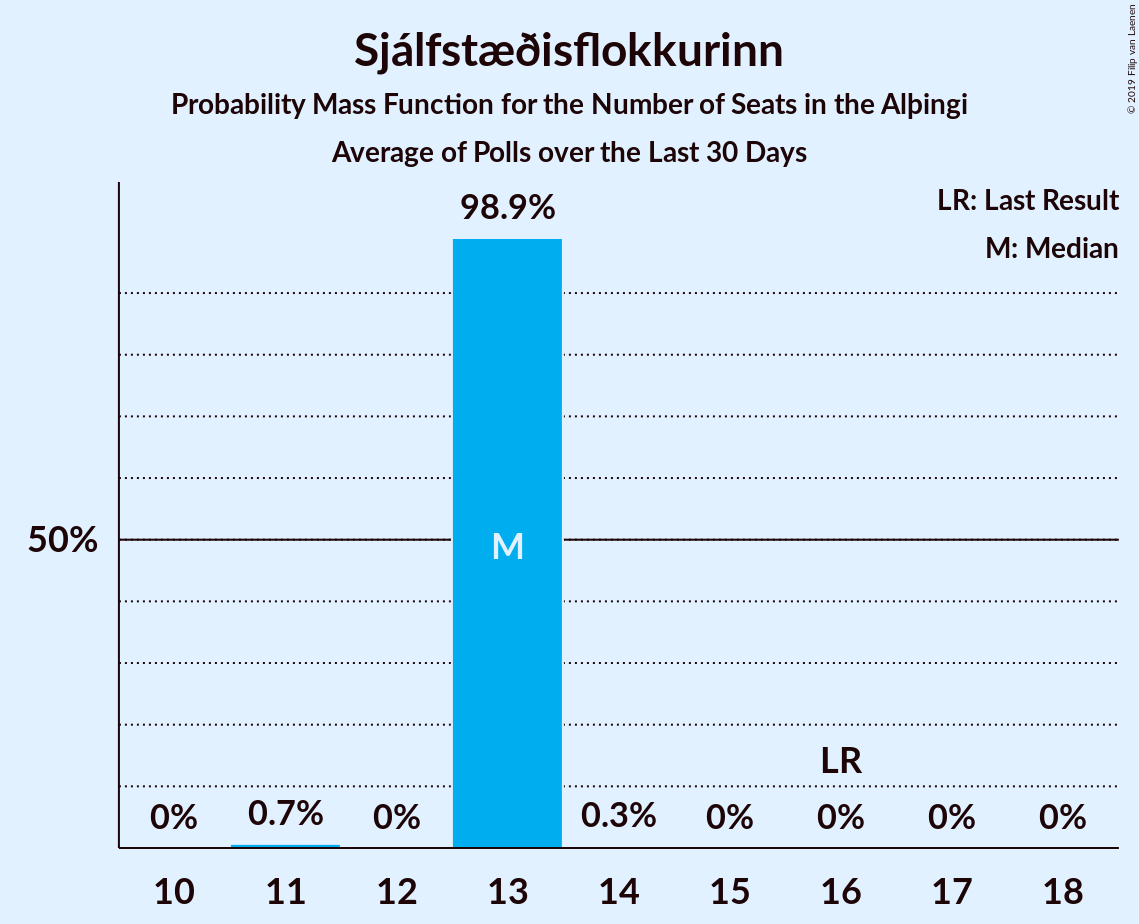 Sjálfstæðisflokkurinn
Probability Mass Function for the Number of Seats in the Alþingi
Average of Polls over the Last 30 Days
© 2019 Filip van Laenen
LR: Last Result
M: Median
98.9%
50%
M
LR
0% 0.7% 0% 0.3% 0% 0% 0% 0%
10 11 12 13 14 15 16 17 18